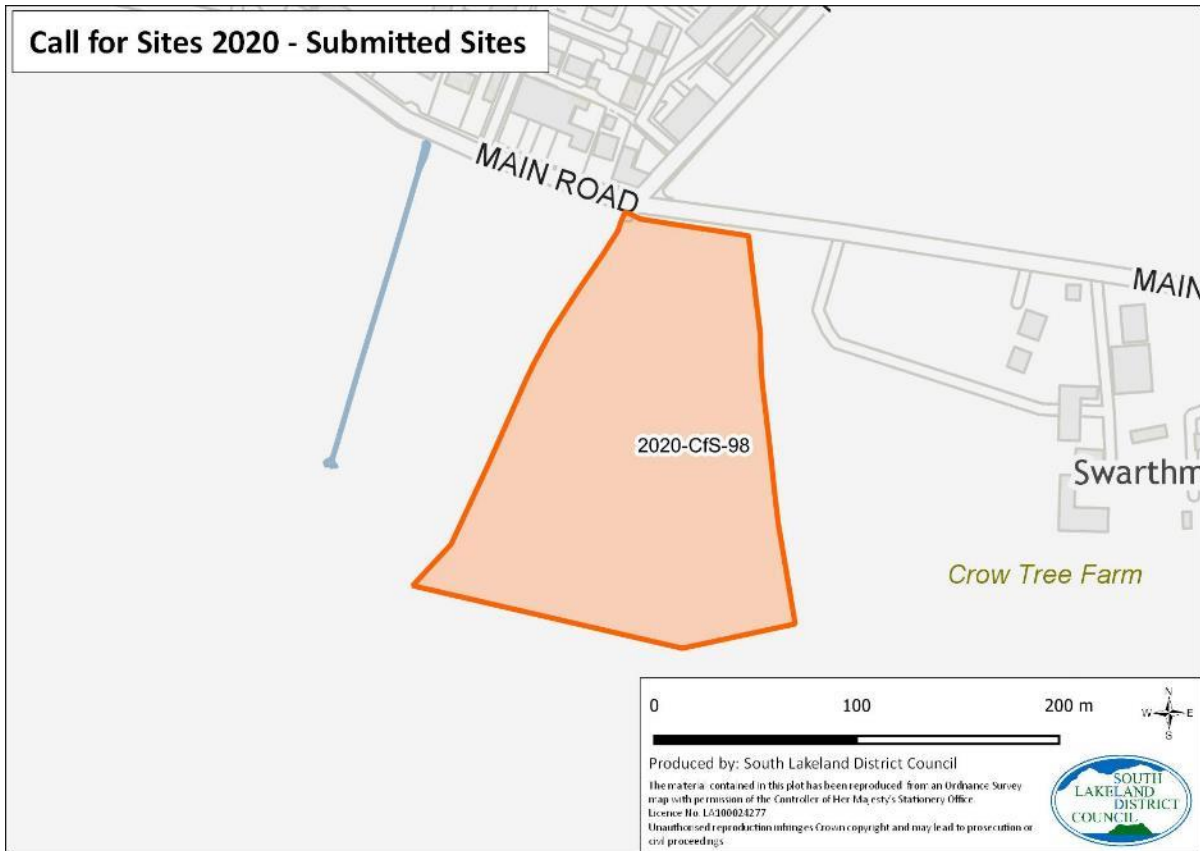 Call for Sites 2020 - Submitted Sites
MAIN ROAD
MAIN
2020-CfS-98
Swarthm
Crow Tree Farm
0 100 200 m
N
W E
S
Produced by: South Lakeland District Council
The material contained in this plot has been reproduced from an Ordnance Survey
map with permission of the Controller of Her Majesty's Stationery Office
Licence No. LA100024277
Unauthorised reproduction infringes Crown copyright and may lead to prosecution or
civil proceedings
SOUTH
LAKELAND
DISTRICT
COUNCIL